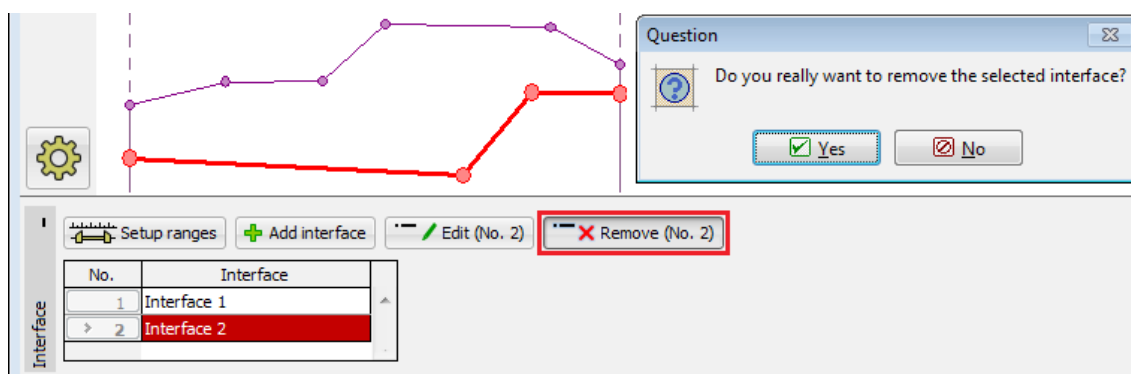 Question
Do you really want to remove the selected interface?
Yes
No
Setup ranges
Add interface
Edit (No. 2)
Remove (No. 2)
Interface
No.
Interface
1
Interface 1
2
Interface 2